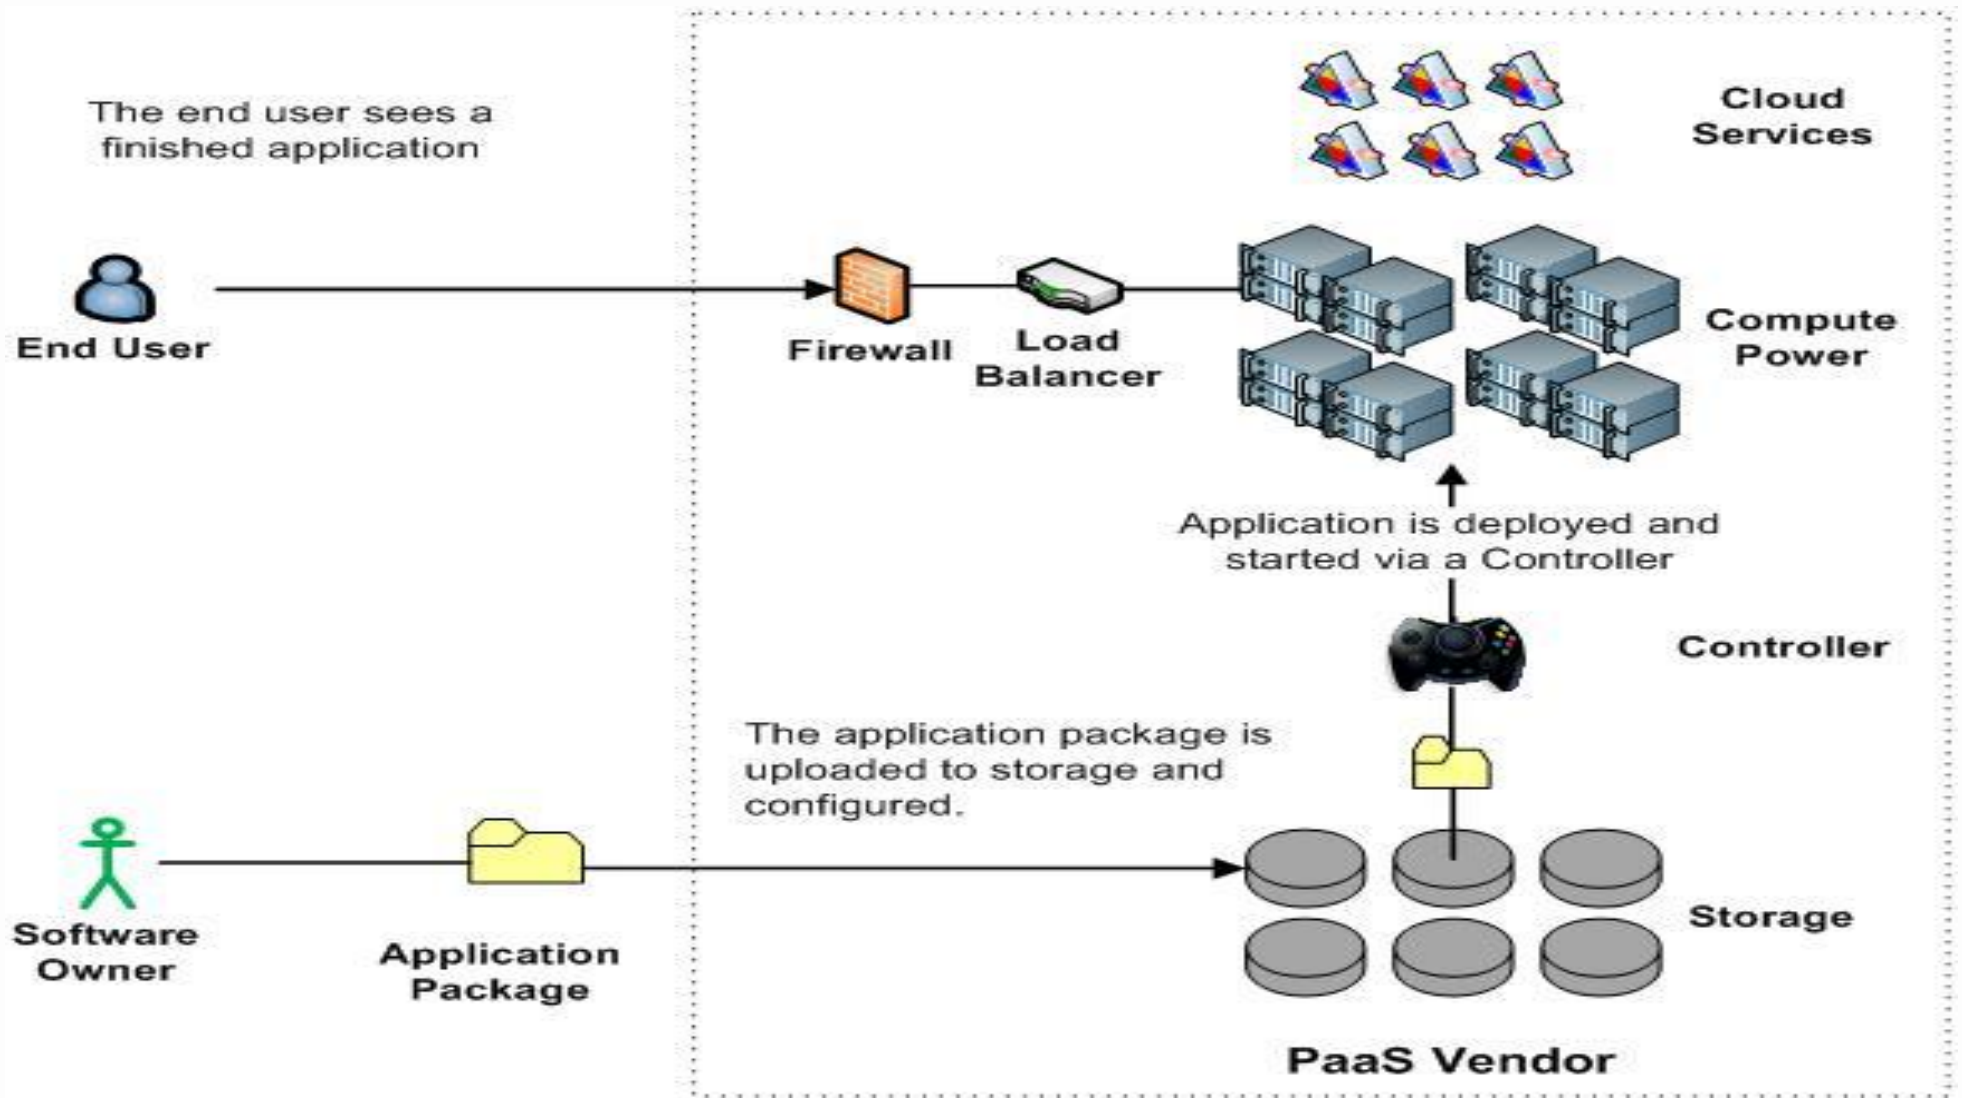 The end user sees a
finished application
Cloud
Services
End User
Firewall
Load
Balancer
Compute
Power
Application is deployed and
started via a Controller
Controller
The application package is
uploaded to storage and
configured.
Software
Owner
Application
Package
Storage
PaaS Vendor